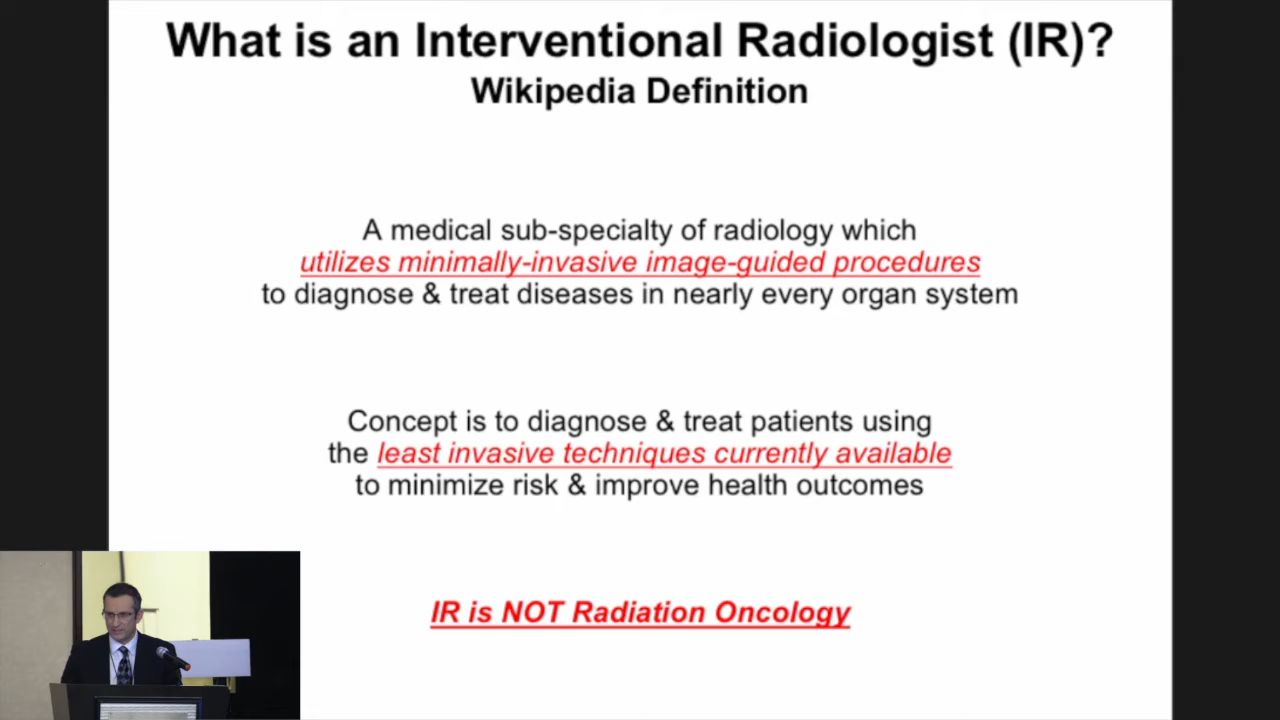 What is an Interventional Radiologist (IR)?
Wikipedia Definition
A medical sub-specialty of radiology which
utilizes minimally-invasive image-guided procedures
to diagnose & treat diseases in nearly every organ system
Concept is to diagnose & treat patients using
the least invasive techniques currently available
to minimize risk & improve health outcomes
IR is NOT Radiation Oncology